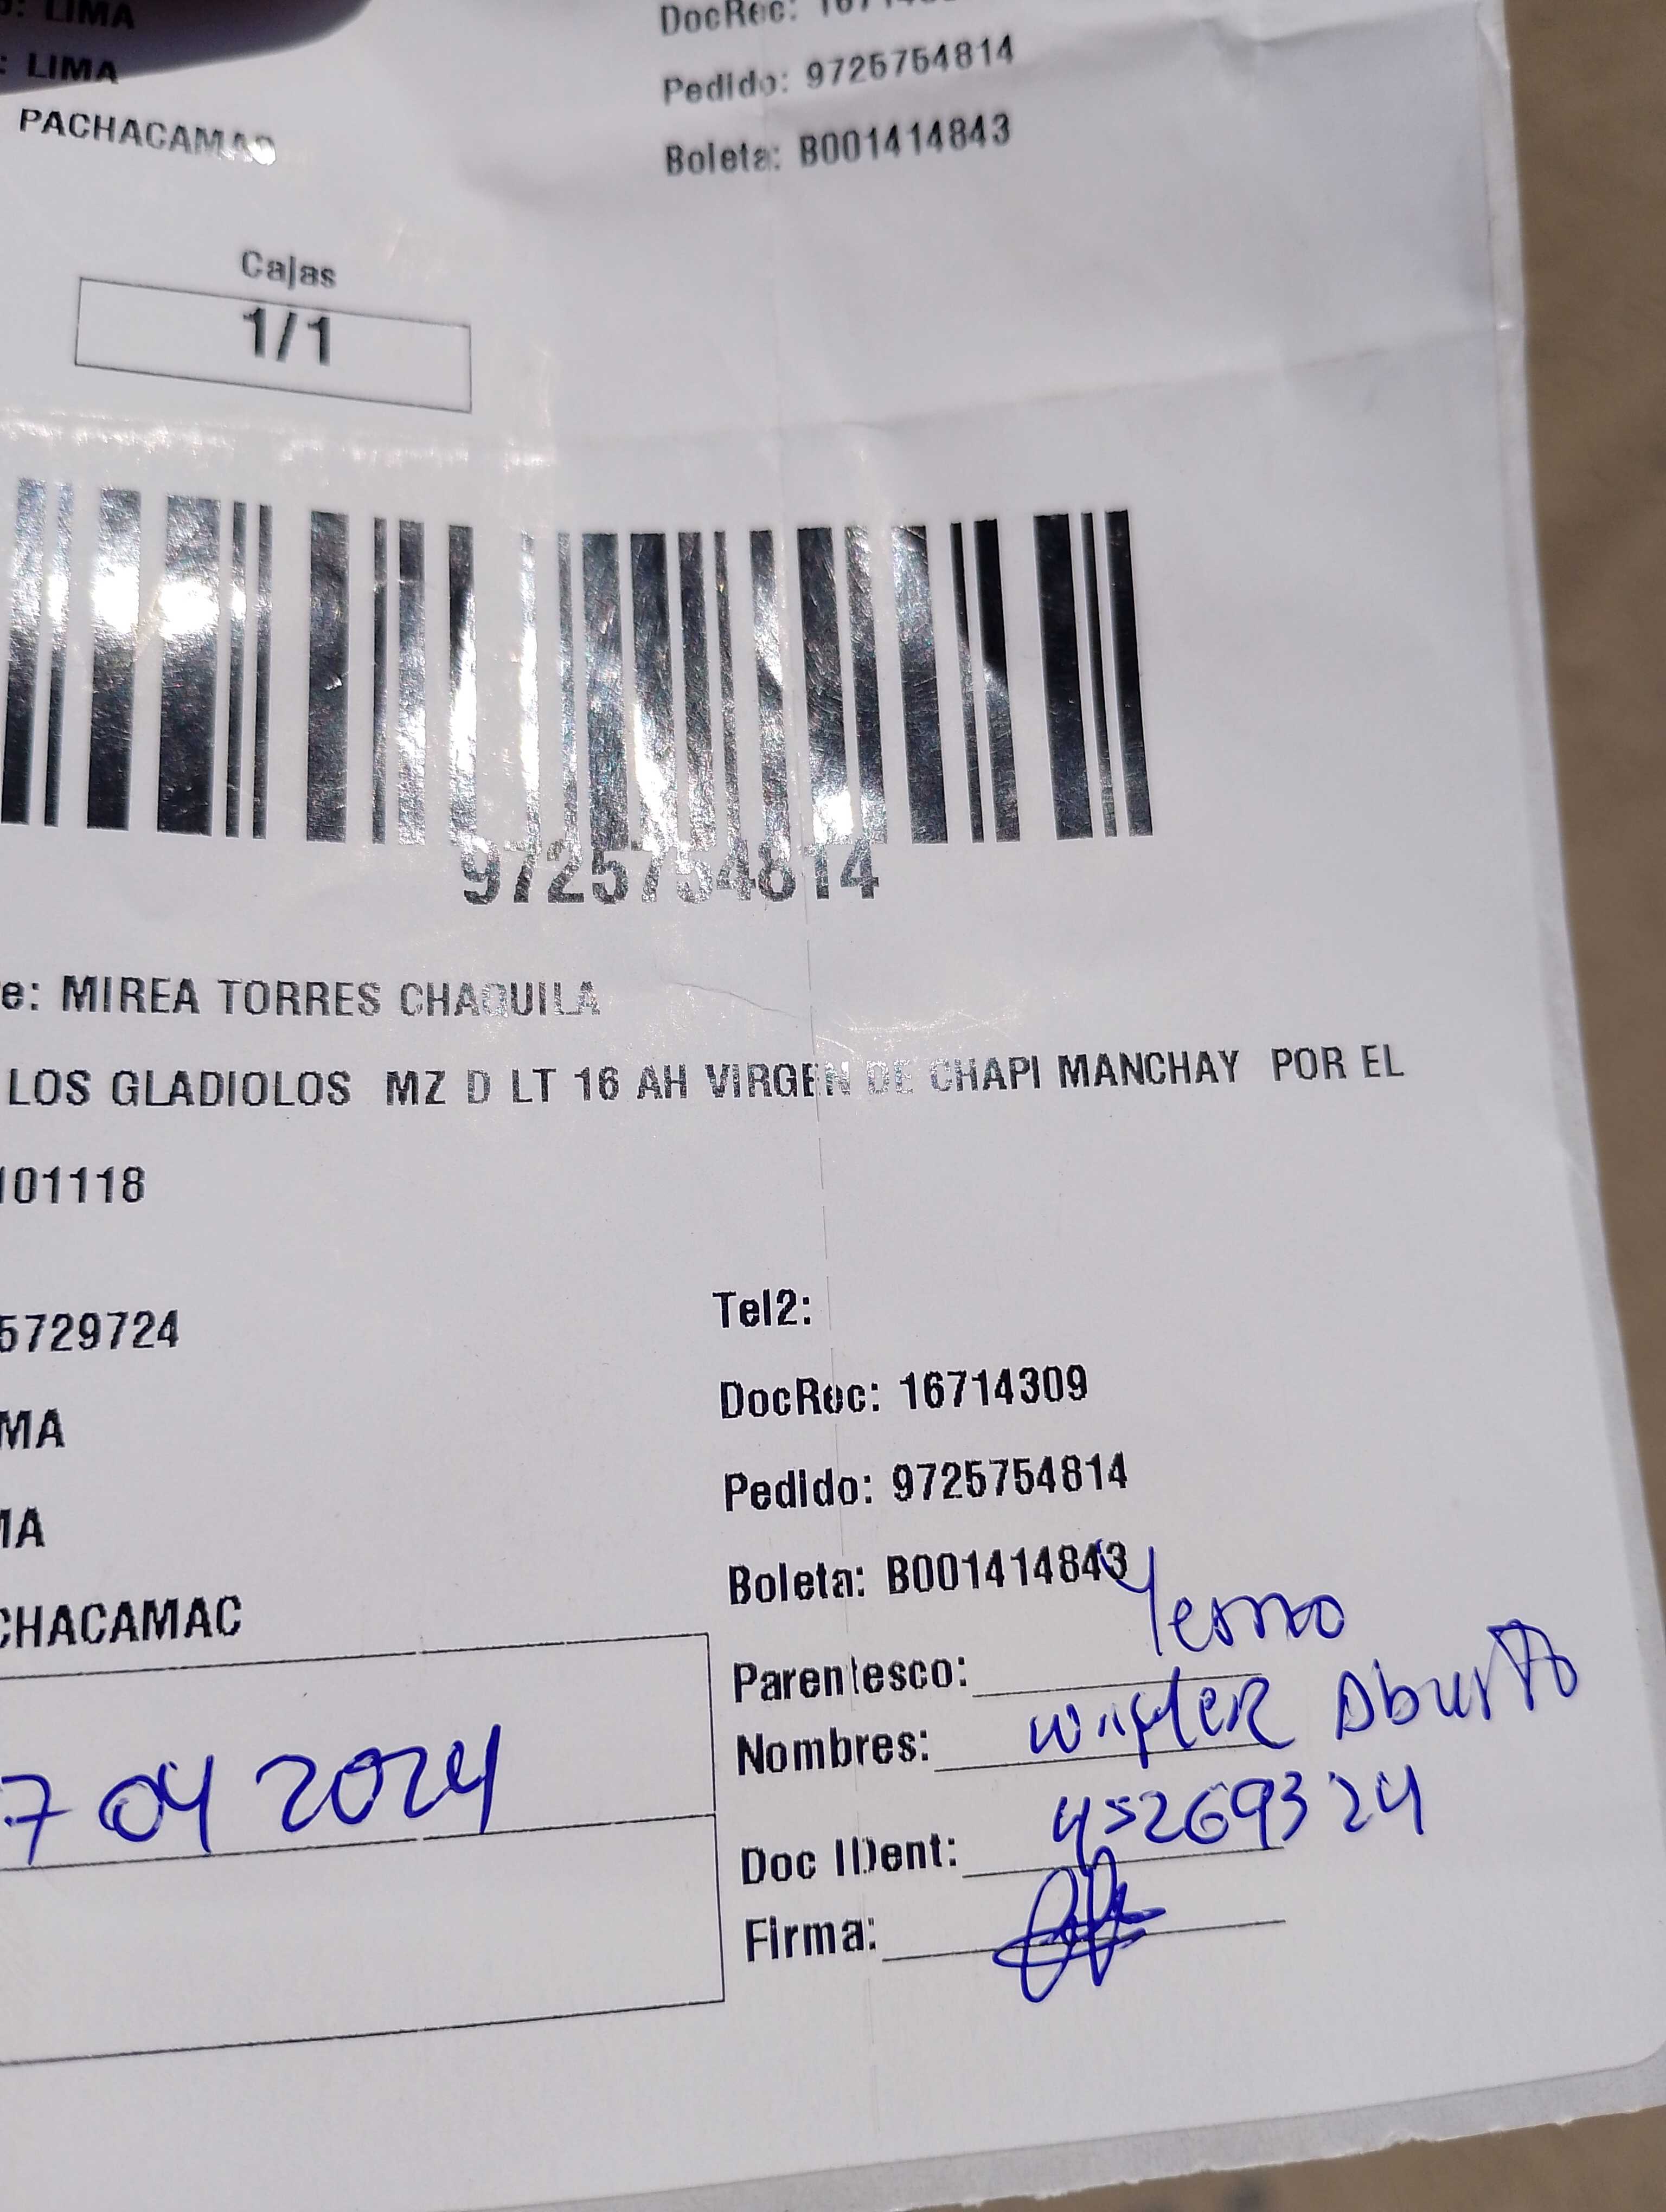 : LIMA
: LIMA
PACHACAMAC
DocRec:
Pedido: 9725754814
Boleta: B001414843
Cajas
1/1
9725754814
e: MIREA TORRES CHAQUILA
LOS GLADIOLOS MZ D LT 16 AH VIRGEN DE CHAPI MANCHAY POR EL
101118
5729724
MA
MA
CHACAMAC
Tel2:
DocRec: 16714309
Pedido: 9725754814
Boleta: B001414843
Parentesco: Yerno
Nombres: Aburto
Doc IDent: 45269324
Firma:
7 04 2024